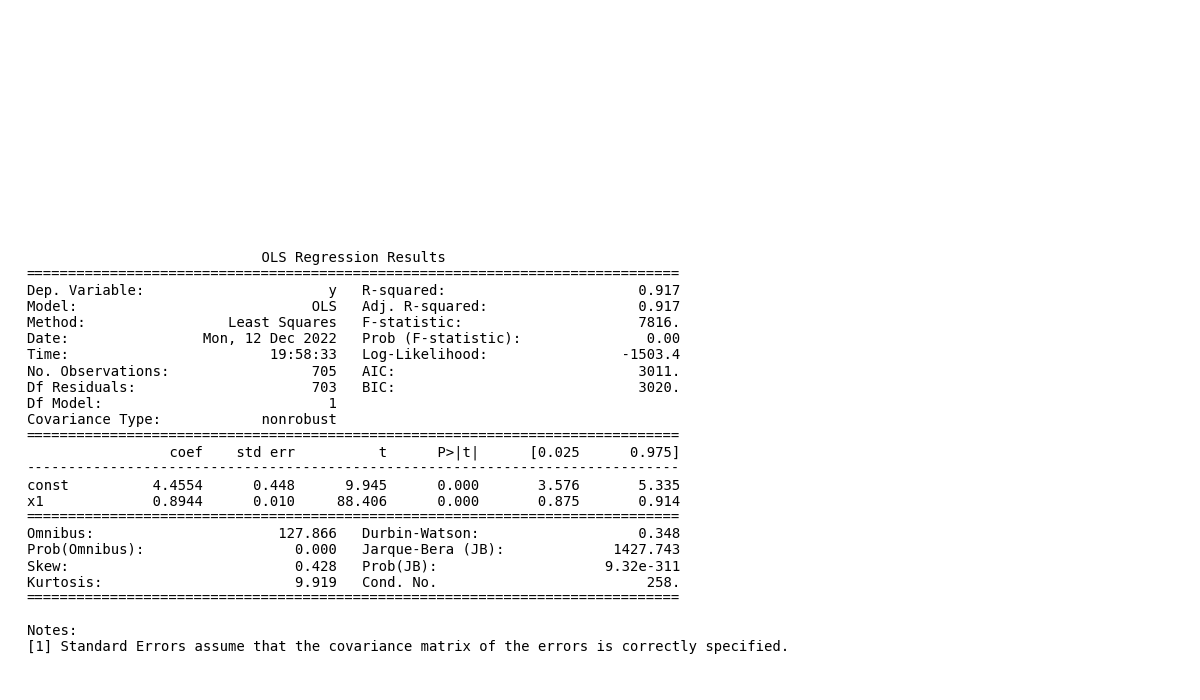 OLS Regression Results
==============================================================================
Dep. Variable:                      y   R-squared:                       0.917
Model:                            OLS   Adj. R-squared:                  0.917
Method:                 Least Squares   F-statistic:                     7816.
Date:                Mon, 12 Dec 2022   Prob (F-statistic):               0.00
Time:                        19:58:33   Log-Likelihood:                -1503.4
No. Observations:                 705   AIC:                             3011.
Df Residuals:                     703   BIC:                             3020.
Df Model:                           1
Covariance Type:            nonrobust
==============================================================================
                 coef    std err          t      P>|t|      [0.025      0.975]
------------------------------------------------------------------------------
const          4.4554      0.448      9.945      0.000       3.576       5.335
x1             0.8944      0.010     88.406      0.000       0.875       0.914
==============================================================================
Omnibus:                      127.866   Durbin-Watson:                   0.348
Prob(Omnibus):                  0.000   Jarque-Bera (JB):             1427.743
Skew:                           0.428   Prob(JB):                    9.32e-311
Kurtosis:                       9.919   Cond. No.                         258.
==============================================================================

Notes:
[1] Standard Errors assume that the covariance matrix of the errors is correctly specified.